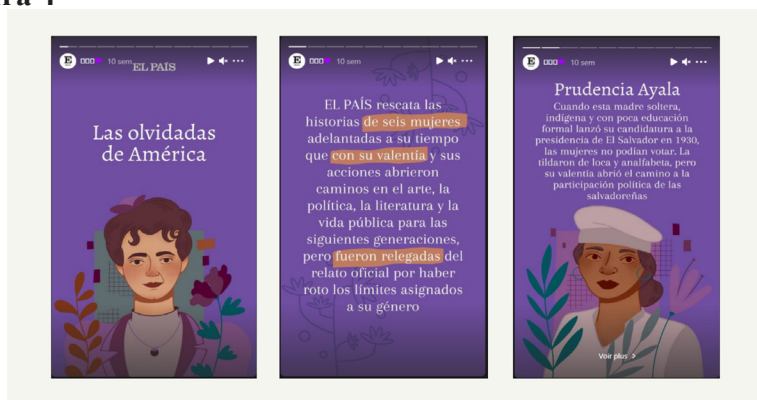 10 sem
EL PAÍS
Las olvidadas
de América
E
10 sem
EL PAÍS rescata las
historias de seis mujeres
adelantadas a su tiempo
que con su valentía y sus
acciones abrieron
caminos en el arte, la
política, la literatura y la
vida pública para las
siguientes generaciones,
pero fueron relegadas del
relato oficial por haber
roto los límites asignados
a su género
E
10 sem
Prudencia Ayala
Cuando esta madre soltera,
indígena y con poca educación
formal lanzó su candidatura a la
presidencia de El Salvador en 1930,
las mujeres no podían votar. La
tildaron de loca y analfabeta, pero
su valentía abrió el camino a la
participación política de las
salvadoreñas
Voir plus